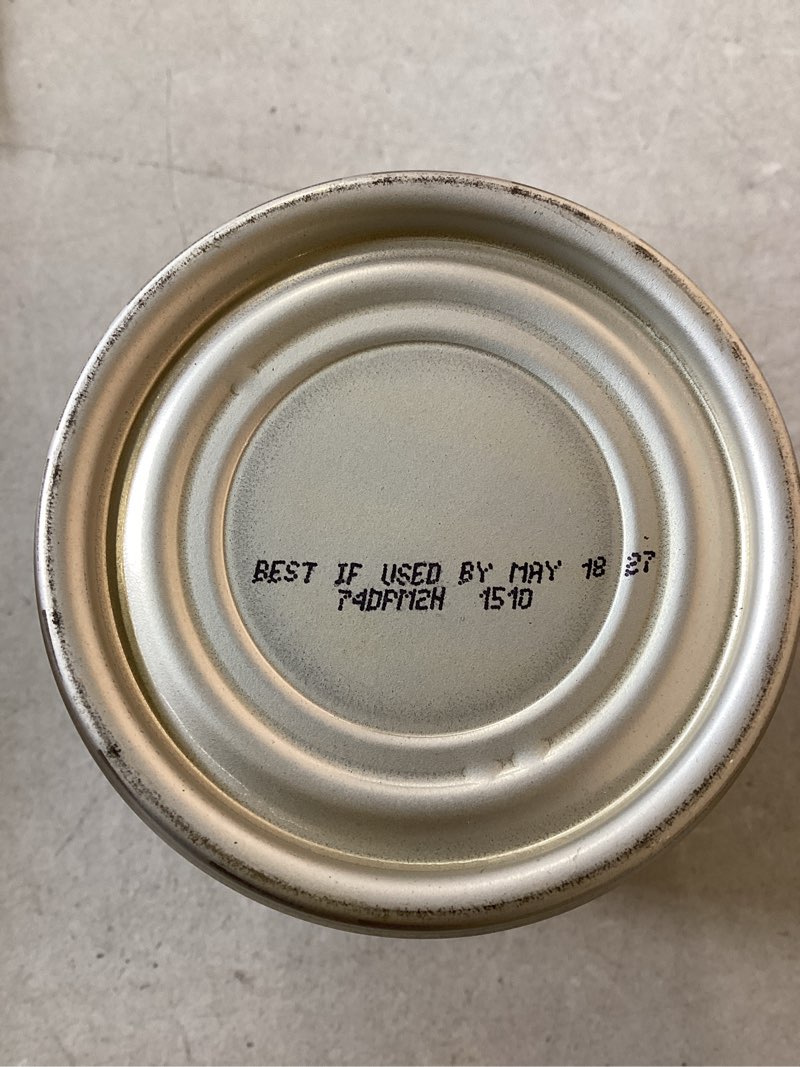 BEST IF USED BY MAY 18 27
74DFM2H 1510